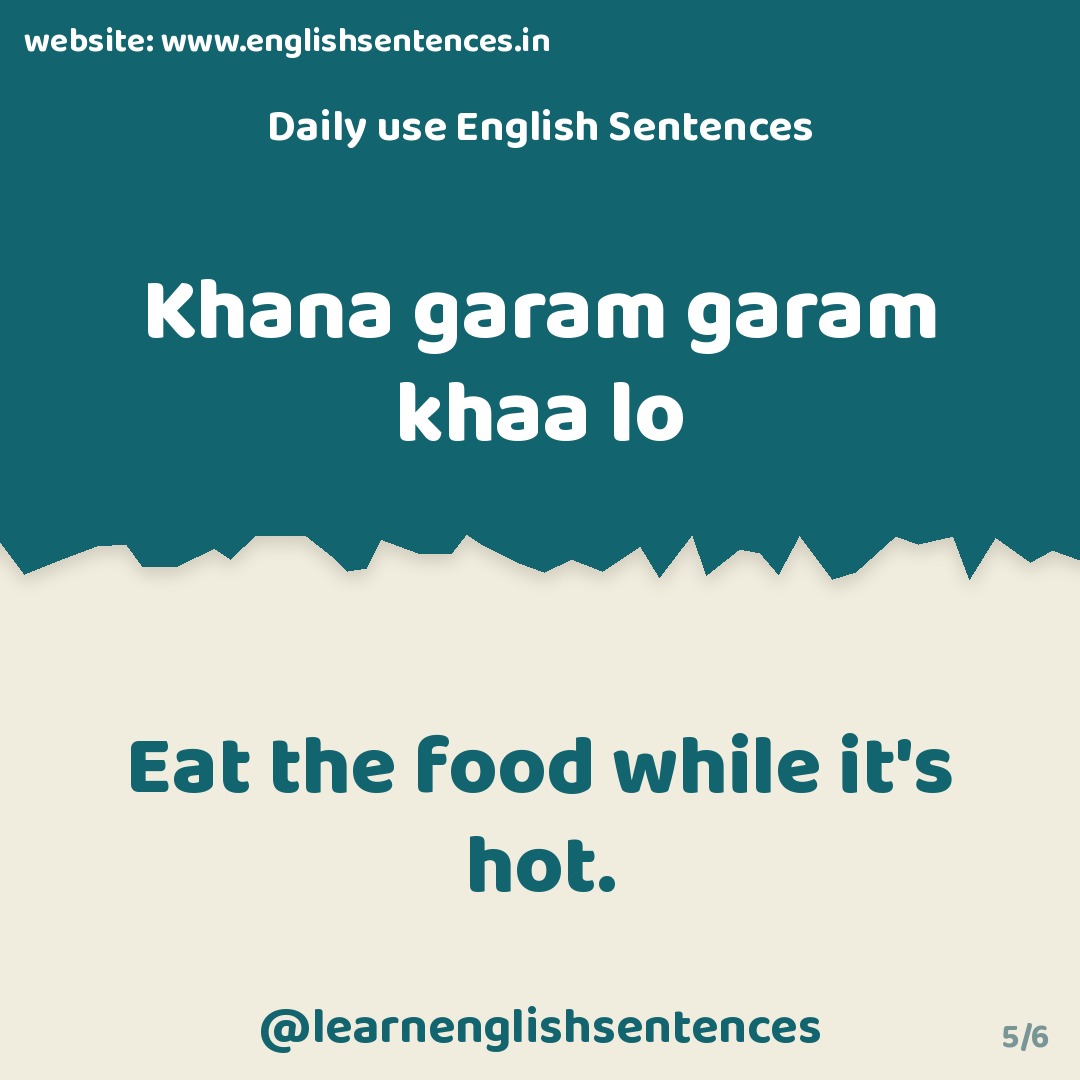 website: www.englishsentences.in
Daily use English Sentences
Khana garam garam
khaa lo
Eat the food while it's
hot.
@learnenglishsentences
5/6